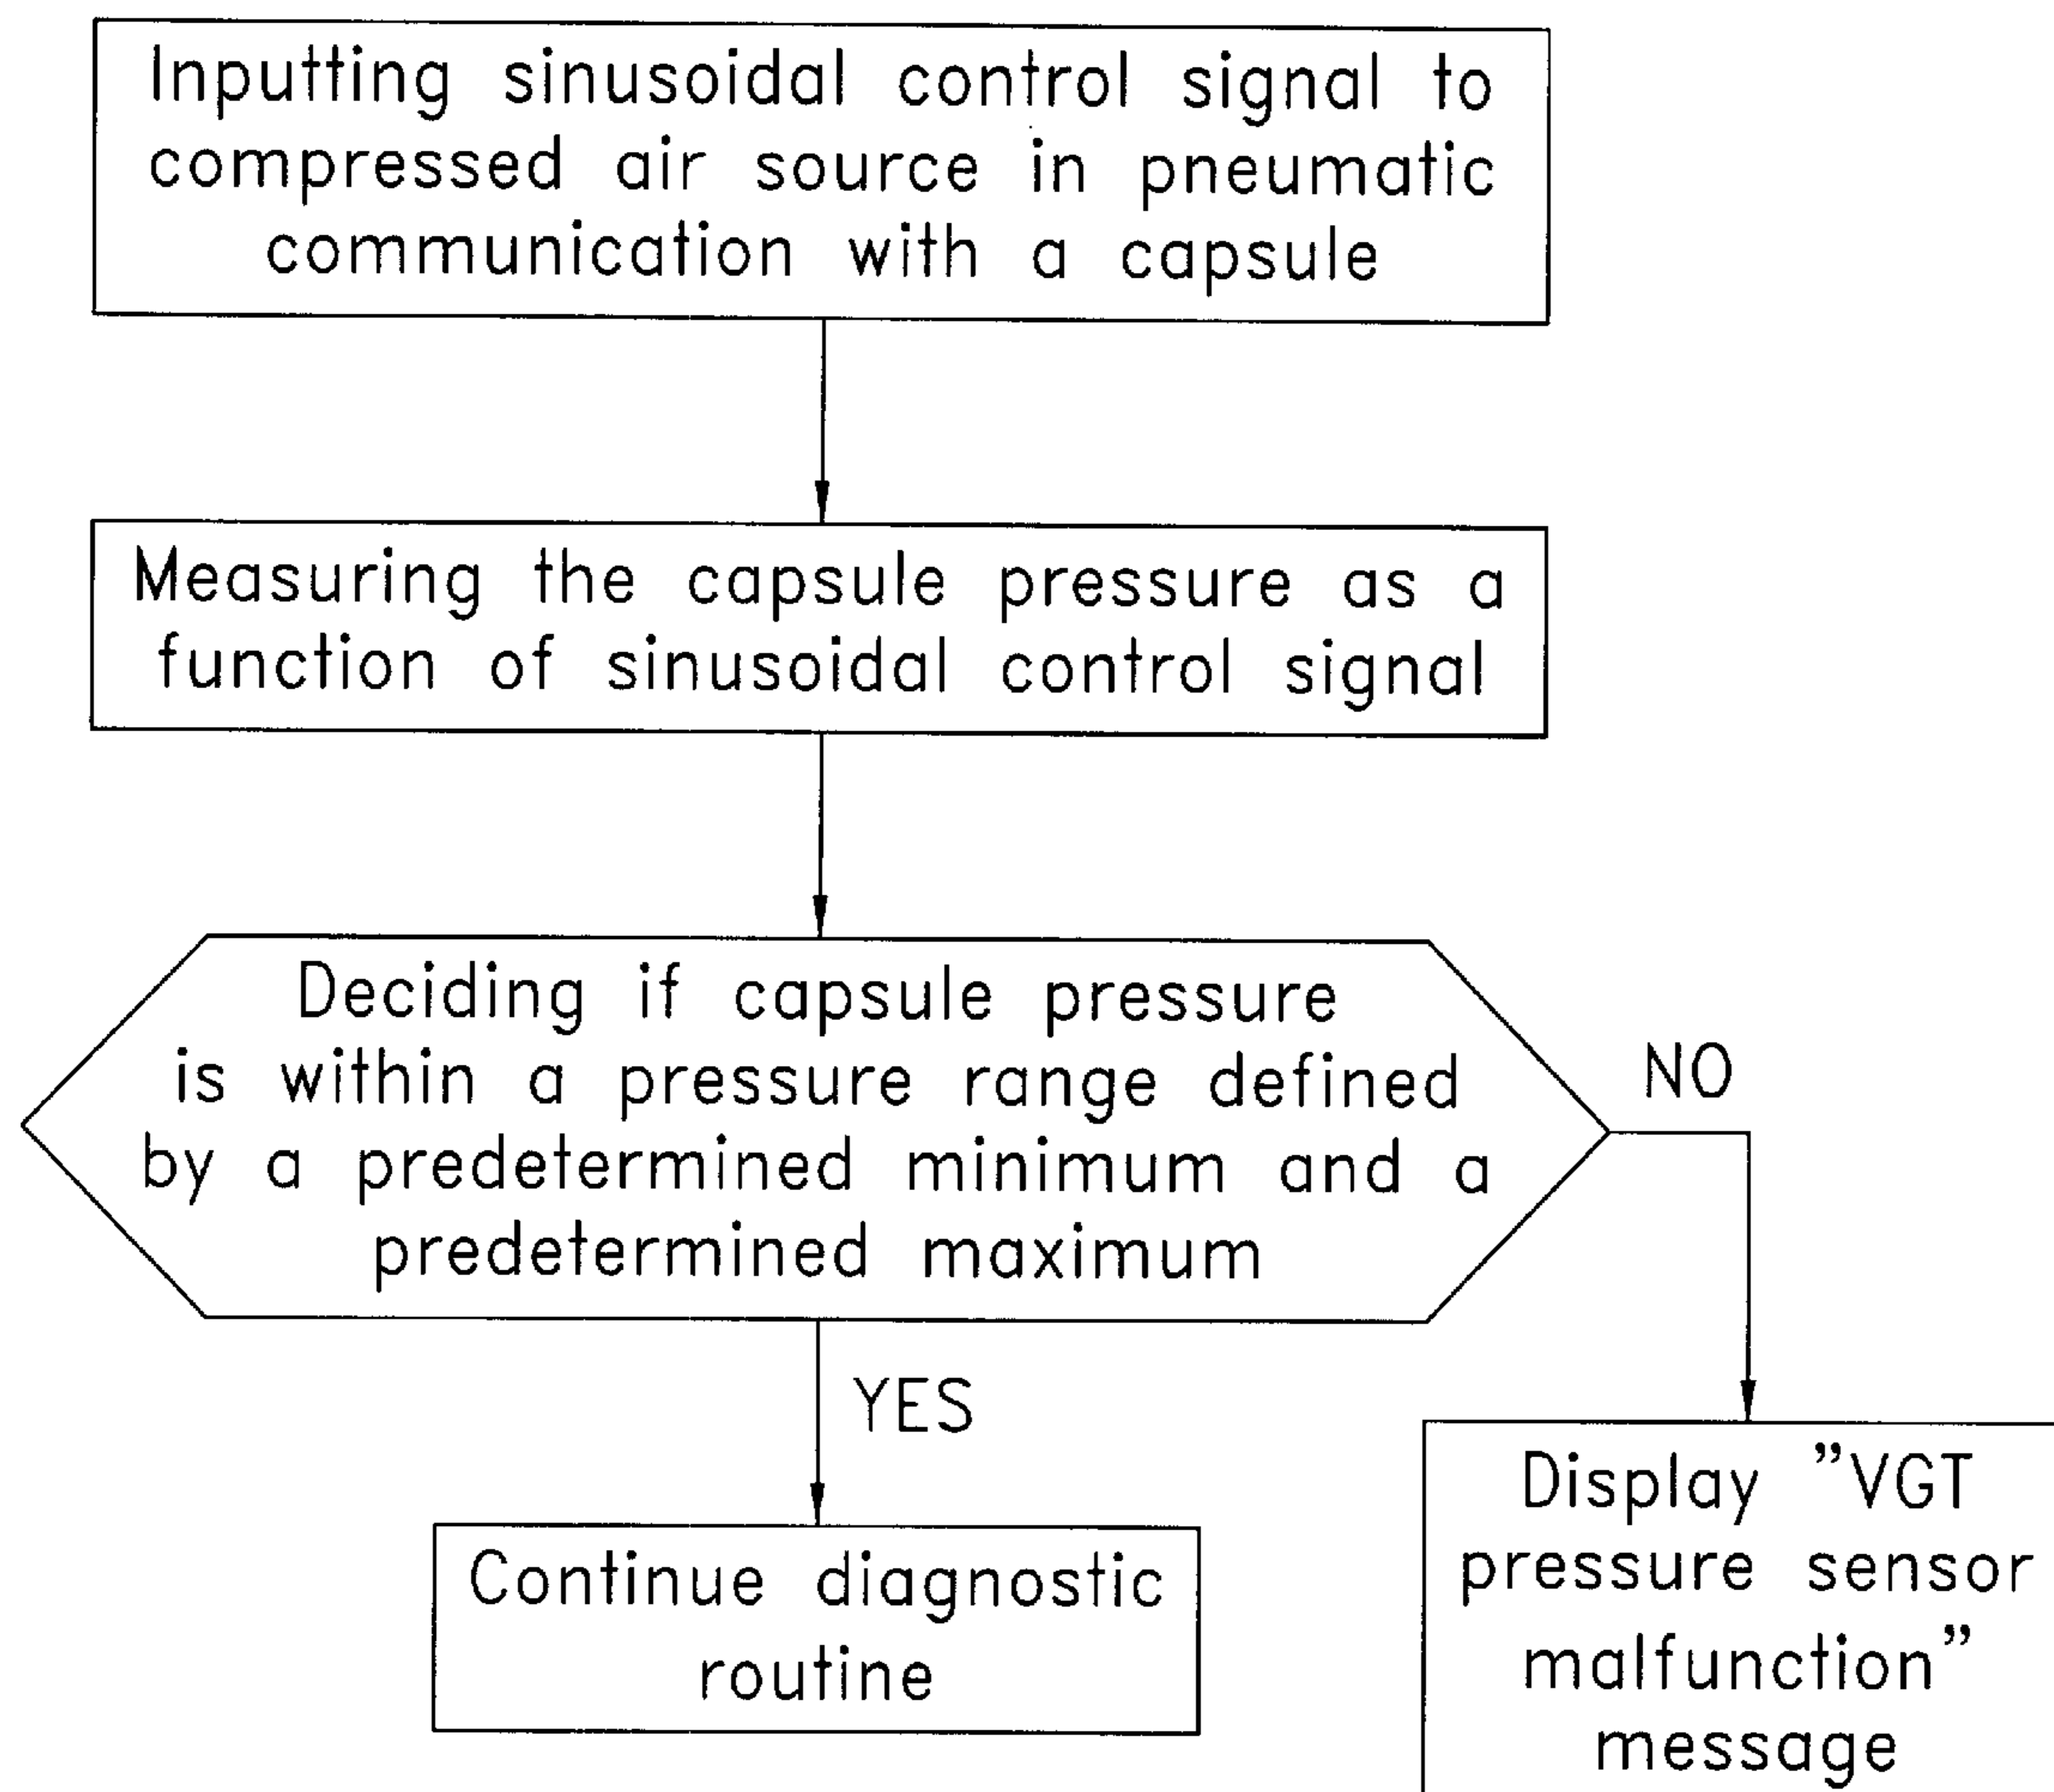 Inputting sinusoidal control signal to
compressed air source in pneumatic
communication with a capsule
Measuring the capsule pressure as a
function of sinusoidal control signal
Deciding if capsule pressure
is within a pressure range defined
by a predetermined minimum and a
predetermined maximum
NO
YES
Continue diagnostic
routine
Display "VGT
pressure sensor
malfunction"
message